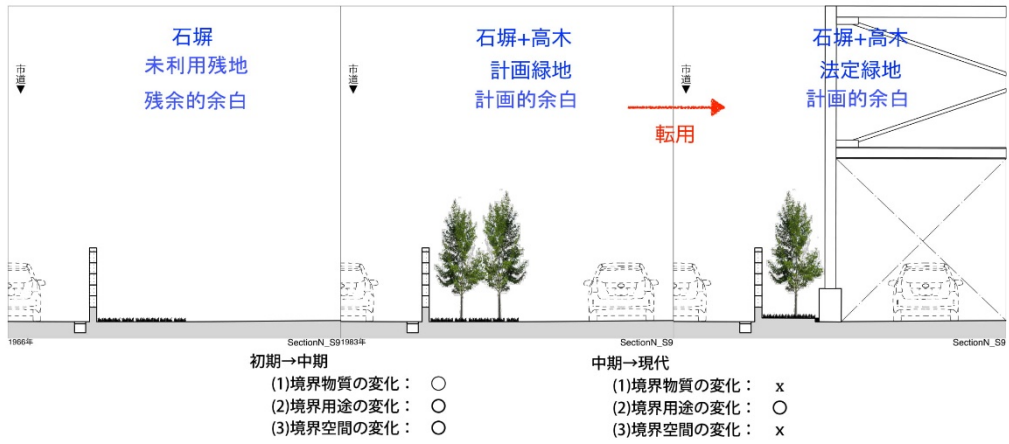 石塀
未利用残地
残余的余白
市道
1966年
SectionN_S9
石塀+高木
計画緑地
計画的余白
市道
1983年
SectionN_S9
転用
石塀+高木
法定緑地
計画的余白
市道
SectionN_S9
初期→中期
(1)境界物質の変化： ○
(2)境界用途の変化： ○
(3)境界空間の変化： ○
中期→現代
(1)境界物質の変化： x
(2)境界用途の変化： ○
(3)境界空間の変化： x